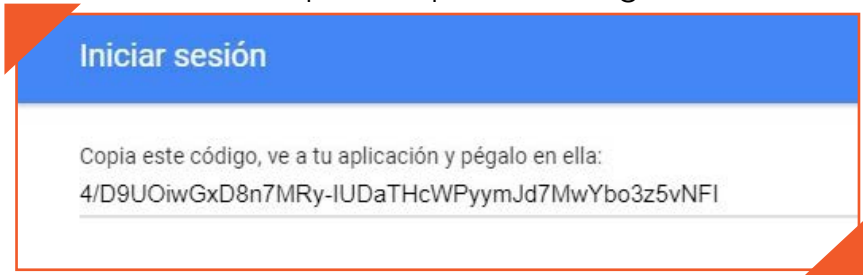 Iniciar sesión
Copia este código, ve a tu aplicación y pégalo en ella:
4/D9UOiwGxD8n7MRy-IUDaTHcWPyymJd7MwYbo3z5vNFI